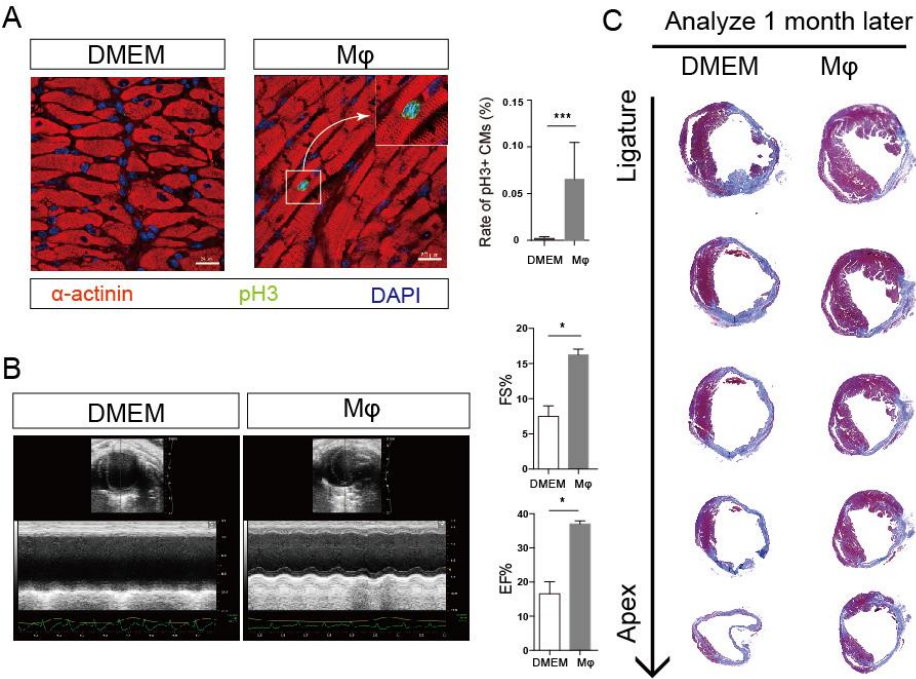 A
DMEM
Mφ
α-actinin
pH3
DAPI
Rate of pH3+ CMs (%)
0.15
0.10
0.05
0
***
DMEM
Mφ
B
DMEM
Mφ
FS%
20
15
10
5
0
*
DMEM
Mφ
EF%
60
40
20
0
*
DMEM
Mφ
C
Analyze 1 month later
DMEM
Mφ
Ligature
Apex